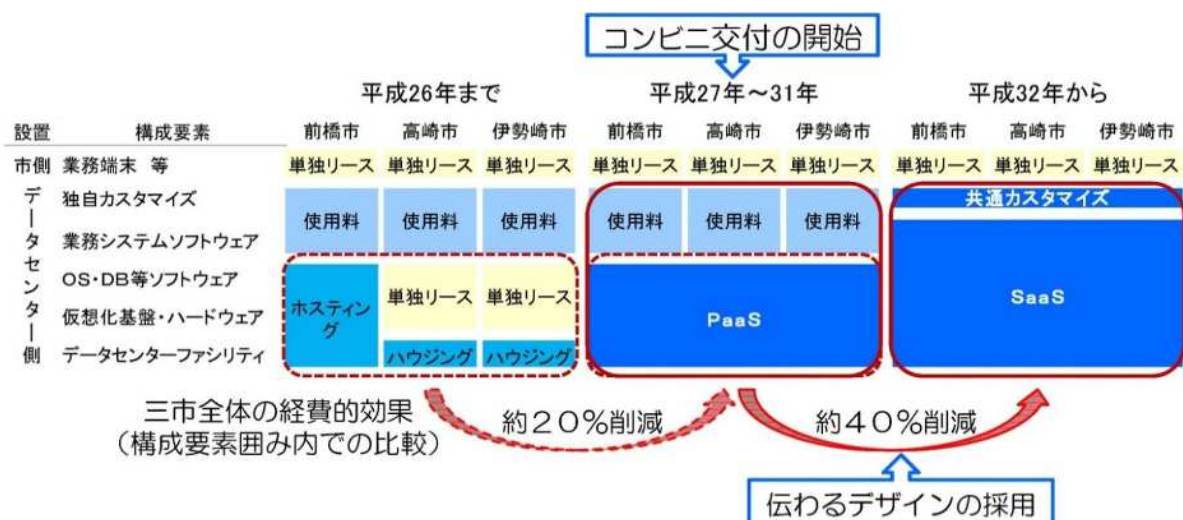 コンビニ交付の開始
平成26年まで 平成27年～31年 平成32年から
設置 構成要素 前橋市 高崎市 伊勢崎市 前橋市 高崎市 伊勢崎市 前橋市 高崎市 伊勢崎市
市側 業務端末 等 単独リース 単独リース 単独リース 単独リース 単独リース 単独リース 単独リース 単独リース 単独リース
データセンター側
独自カスタマイズ
業務システムソフトウェア
OS・DB等ソフトウェア
仮想化基盤・ハードウェア
データセンターファシリティ
使用料 使用料 使用料 使用料 使用料 使用料
共通カスタマイズ
ホスティン
グ
単独リース 単独リース
ハウジング ハウジング
PaaS
SaaS
三市全体の経費的効果
（構成要素囲み内での比較）
約２０％削減
約４０％削減
伝わるデザインの採用